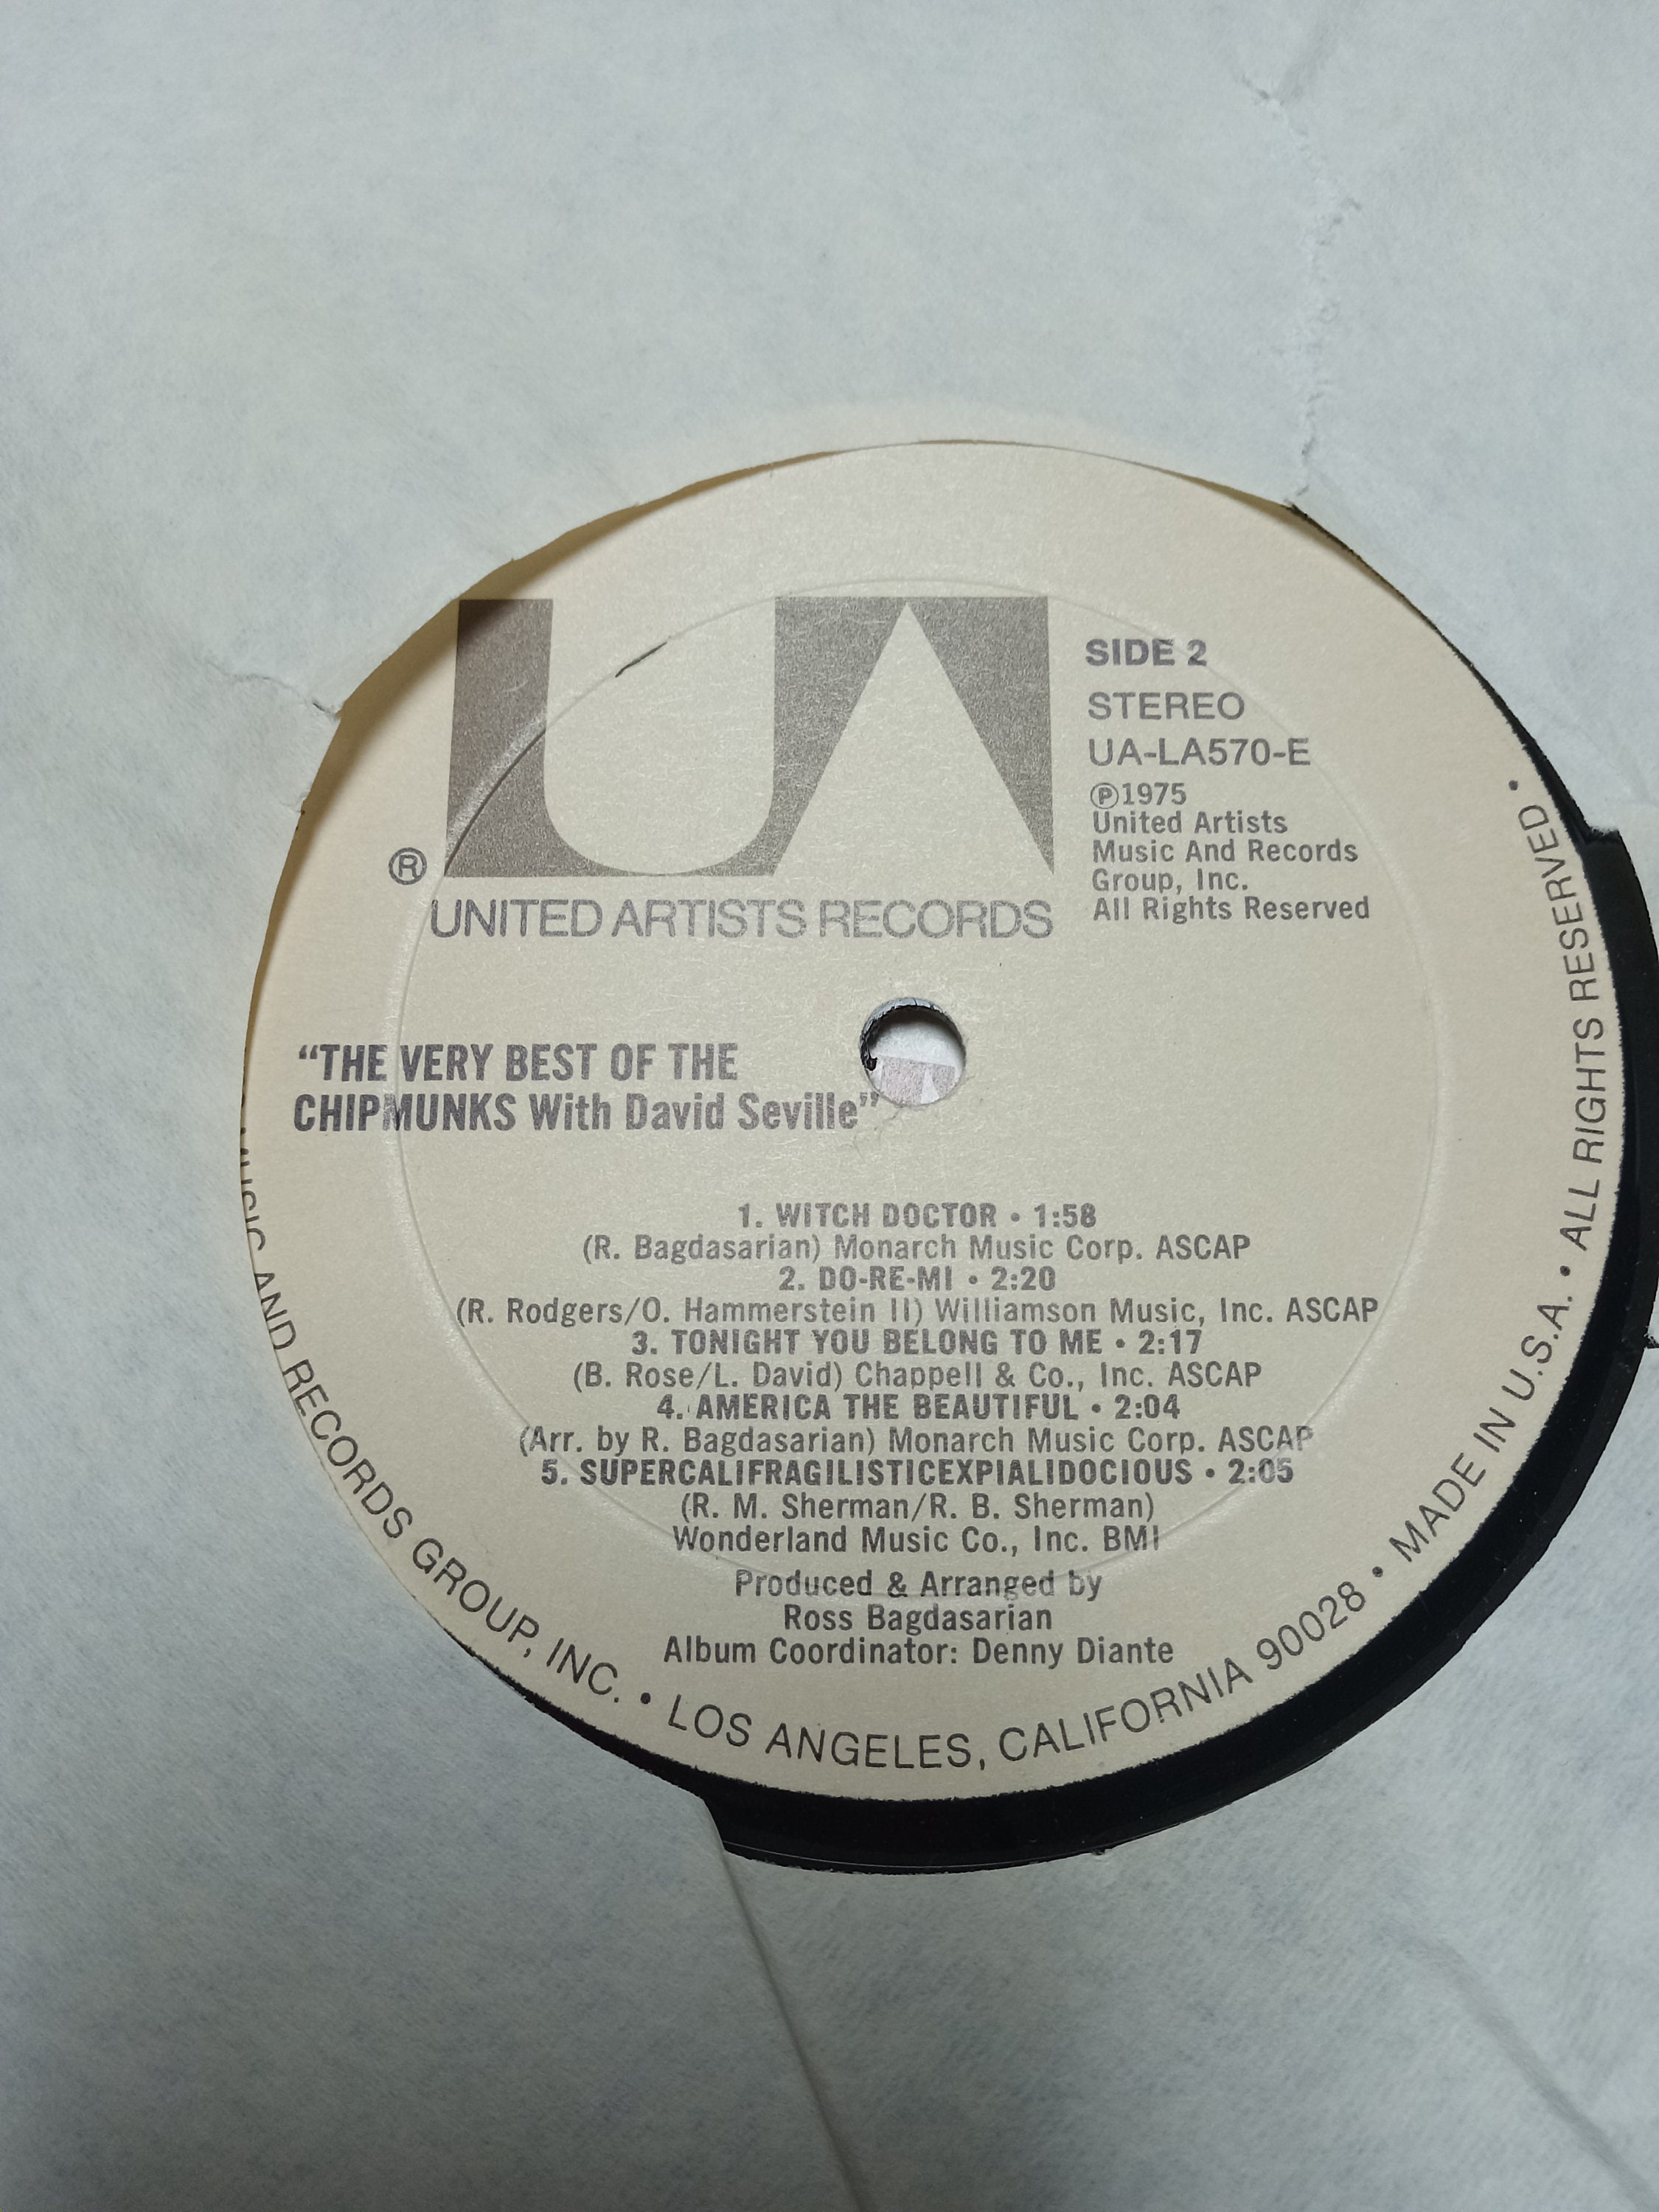 UA
®
UNITED ARTISTS RECORDS
SIDE 2
STEREO
UA-LA570-E
℗1975
United Artists
Music And Records
Group, Inc.
All Rights Reserved
“THE VERY BEST OF THE
CHIPMUNKS With David Seville”
1. WITCH DOCTOR • 1:58
(R. Bagdasarian) Monarch Music Corp. ASCAP
2. DO-RE-MI • 2:20
(R. Rodgers/O. Hammerstein II) Williamson Music, Inc. ASCAP
3. TONIGHT YOU BELONG TO ME • 2:17
(B. Rose/L. David) Chappell & Co., Inc. ASCAP
4. AMERICA THE BEAUTIFUL • 2:04
(Arr. by R. Bagdasarian) Monarch Music Corp. ASCAP
5. SUPERCALIFRAGILISTICEXPIALIDOCIOUS • 2:05
(R. M. Sherman/R. B. Sherman)
Wonderland Music Co., Inc. BMI
Produced & Arranged by
Ross Bagdasarian
Album Coordinator: Denny Diante
MUSIC AND RECORDS GROUP, INC. • LOS ANGELES, CALIFORNIA 90028 • MADE IN U.S.A. • ALL RIGHTS RESERVED •